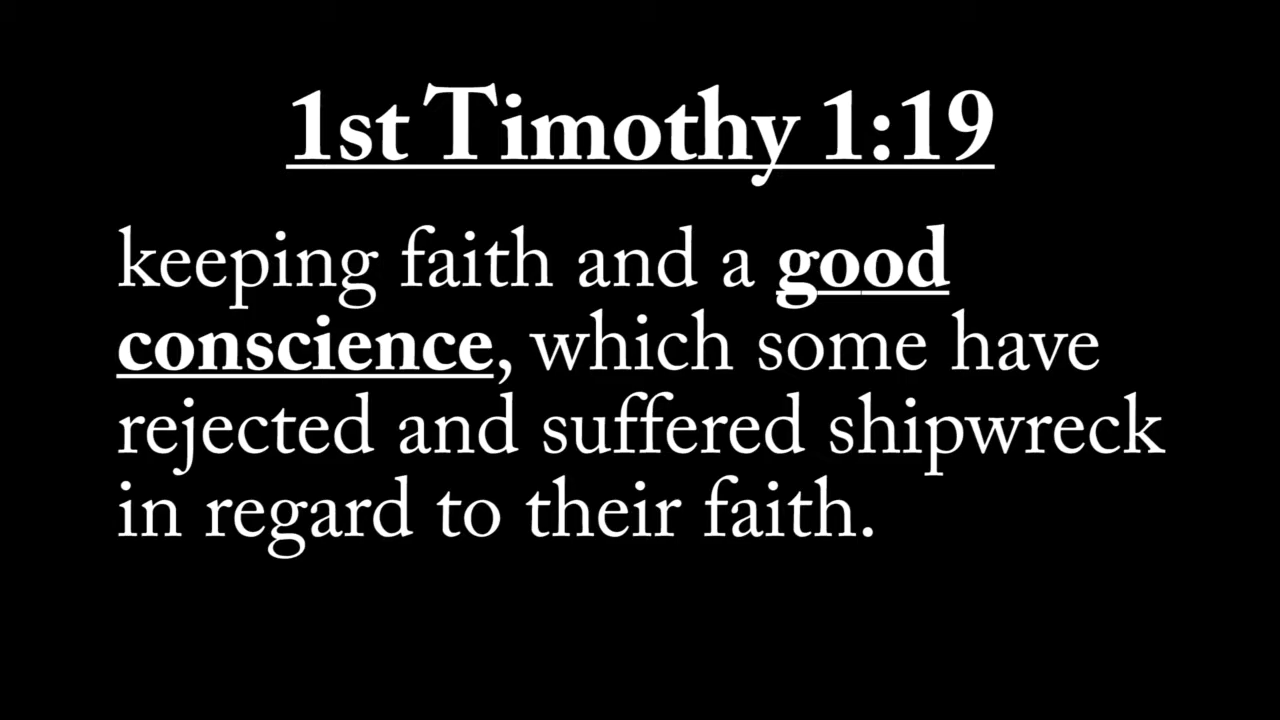 1st Timothy 1:19
keeping faith and a good
conscience, which some have
rejected and suffered shipwreck
in regard to their faith.